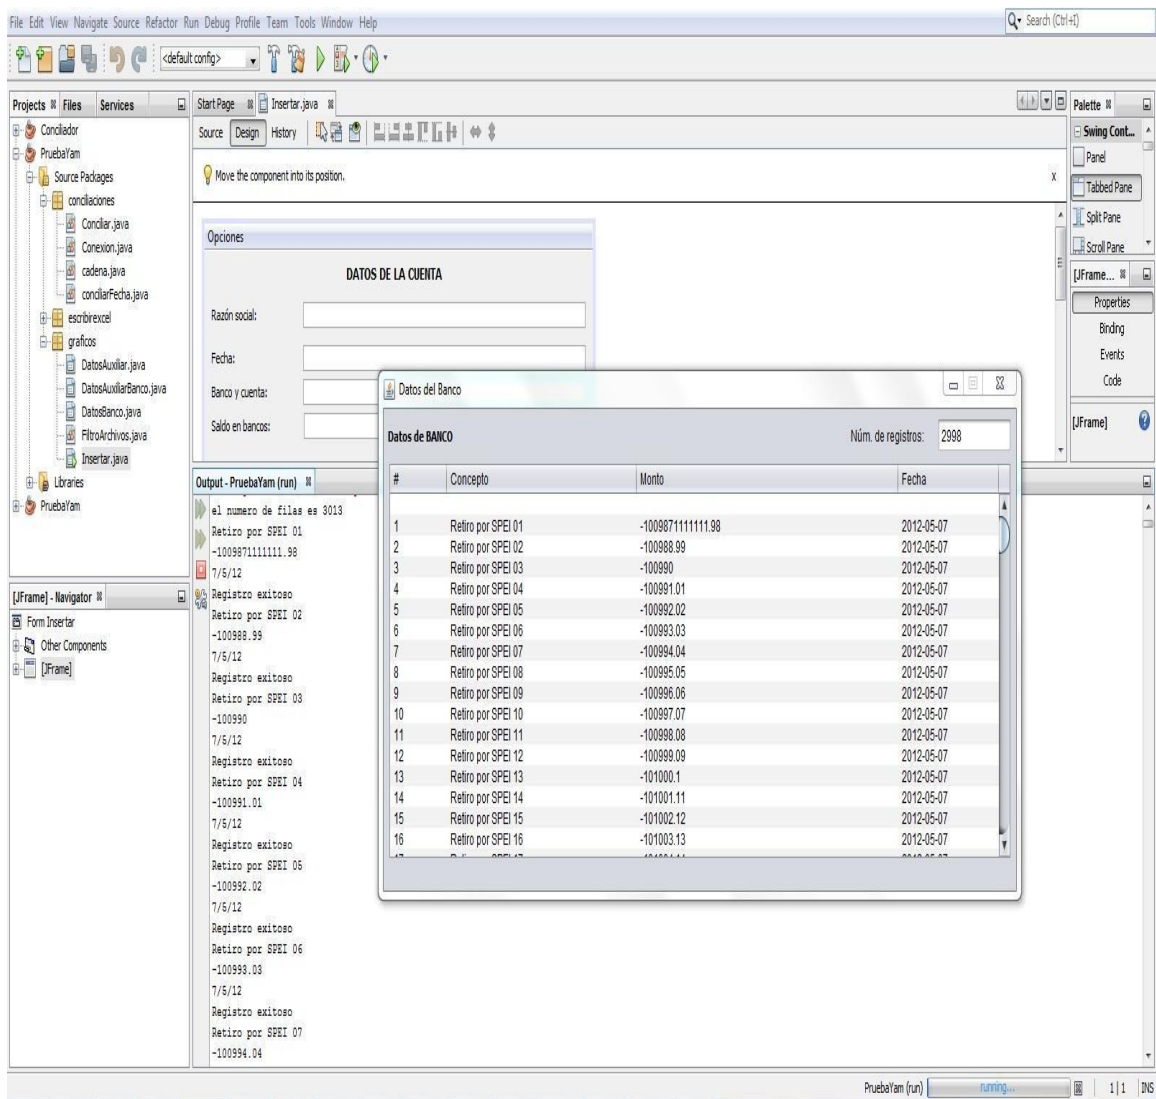 File Edit View Navigate Source Refactor Run Debug Profile Team Tools Window Help
Search (Ctrl+I)
<default config>
Projects Files Services
Conciliador
PruebaYam
Source Packages
conciliaciones
Conciliar.java
Conexion.java
cadena.java
conciliarFecha.java
escribirexcel
graficos
DatosAuxiliar.java
DatosAuxiliarBanco.java
DatosBanco.java
FiltroArchivos.java
Insertar.java
Libraries
PruebaYam
[JFrame] - Navigator
Form Insertar
Other Components
[JFrame]
Start Page Insertar.java
Source Design History
Move the component into its position.
x
Opciones
DATOS DE LA CUENTA
Razón social:
Fecha:
Banco y cuenta:
Saldo en bancos:
Palette
Swing Cont...
Panel
Tabbed Pane
Split Pane
Scroll Pane
[JFrame...
Properties
Binding
Events
Code
[JFrame]
Output - PruebaYam (run)
el numero de filas es 3013
Retiro por SPEI 01
-1009871111111.98
7/5/12
Registro exitoso
Retiro por SPEI 02
-100988.99
7/5/12
Registro exitoso
Retiro por SPEI 03
-100990
7/5/12
Registro exitoso
Retiro por SPEI 04
-100991.01
7/5/12
Registro exitoso
Retiro por SPEI 05
-100992.02
7/5/12
Registro exitoso
Retiro por SPEI 06
-100993.03
7/5/12
Registro exitoso
Retiro por SPEI 07
-100994.04
Datos del Banco
Datos de BANCO
Núm. de registros: 2998
# Concepto Monto Fecha
1 Retiro por SPEI 01 -1009871111111.98 2012-05-07
2 Retiro por SPEI 02 -100988.99 2012-05-07
3 Retiro por SPEI 03 -100990 2012-05-07
4 Retiro por SPEI 04 -100991.01 2012-05-07
5 Retiro por SPEI 05 -100992.02 2012-05-07
6 Retiro por SPEI 06 -100993.03 2012-05-07
7 Retiro por SPEI 07 -100994.04 2012-05-07
8 Retiro por SPEI 08 -100995.05 2012-05-07
9 Retiro por SPEI 09 -100996.06 2012-05-07
10 Retiro por SPEI 10 -100997.07 2012-05-07
11 Retiro por SPEI 11 -100998.08 2012-05-07
12 Retiro por SPEI 12 -100999.09 2012-05-07
13 Retiro por SPEI 13 -101000.1 2012-05-07
14 Retiro por SPEI 14 -101001.11 2012-05-07
15 Retiro por SPEI 15 -101002.12 2012-05-07
16 Retiro por SPEI 16 -101003.13 2012-05-07
PruebaYam (run) running...
1|1 INS